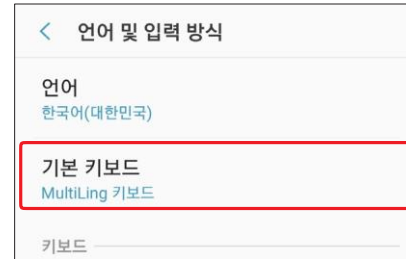 언어 및 입력 방식
언어
한국어(대한민국)
기본 키보드
MultiLing 키보드
키보드